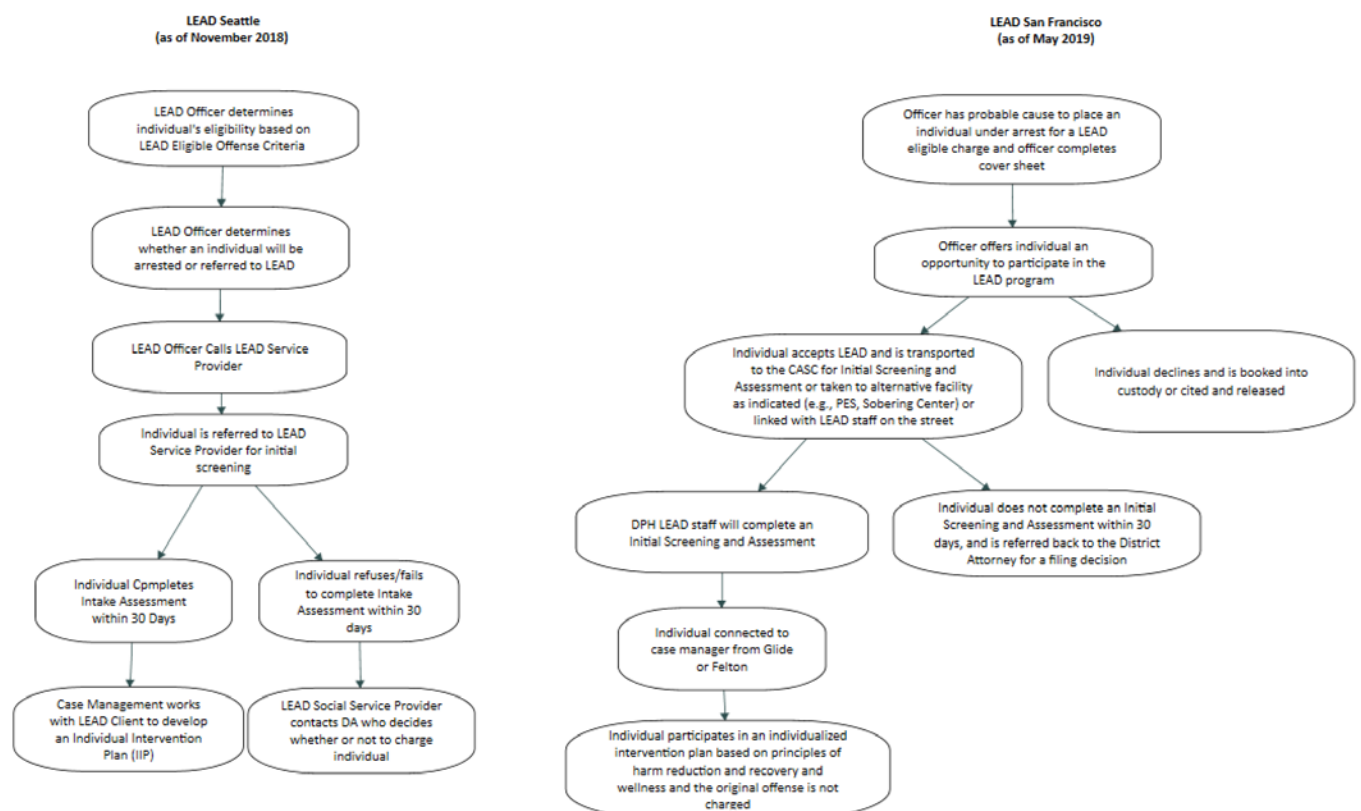 LEAD Seattle
(as of November 2018)
LEAD Officer determines
individual's eligibility based on
LEAD Eligible Offense Criteria
LEAD Officer determines
whether an individual will be
arrested or referred to LEAD
LEAD Officer Calls LEAD Service
Provider
Individual is referred to LEAD
Service Provider for initial
screening
Individual Cpmpletes
Intake Assessment
within 30 Days
Individual refuses/fails
to complete Intake
Assessment within 30
days
Case Management works
with LEAD Client to develop
an Individual Intervention
Plan (IIP)
LEAD Social Service Provider
contacts DA who decides
whether or not to charge
individual
LEAD San Francisco
(as of May 2019)
Officer has probable cause to place an
individual under arrest for a LEAD
eligible charge and officer completes
cover sheet
Officer offers individual an
opportunity to participate in the
LEAD program
Individual accepts LEAD and is transported
to the CASC for Initial Screening and
Assessment or taken to alternative facility
as indicated (e.g., PES, Sobering Center) or
linked with LEAD staff on the street
Individual declines and is booked into
custody or cited and released
DPH LEAD staff will complete an
Initial Screening and Assessment
Individual does not complete an Initial
Screening and Assessment within 30
days, and is referred back to the District
Attorney for a filing decision
Individual connected to
case manager from Glide
or Felton
Individual participates in an individualized
intervention plan based on principles of
harm reduction and recovery and
wellness and the original offense is not
charged